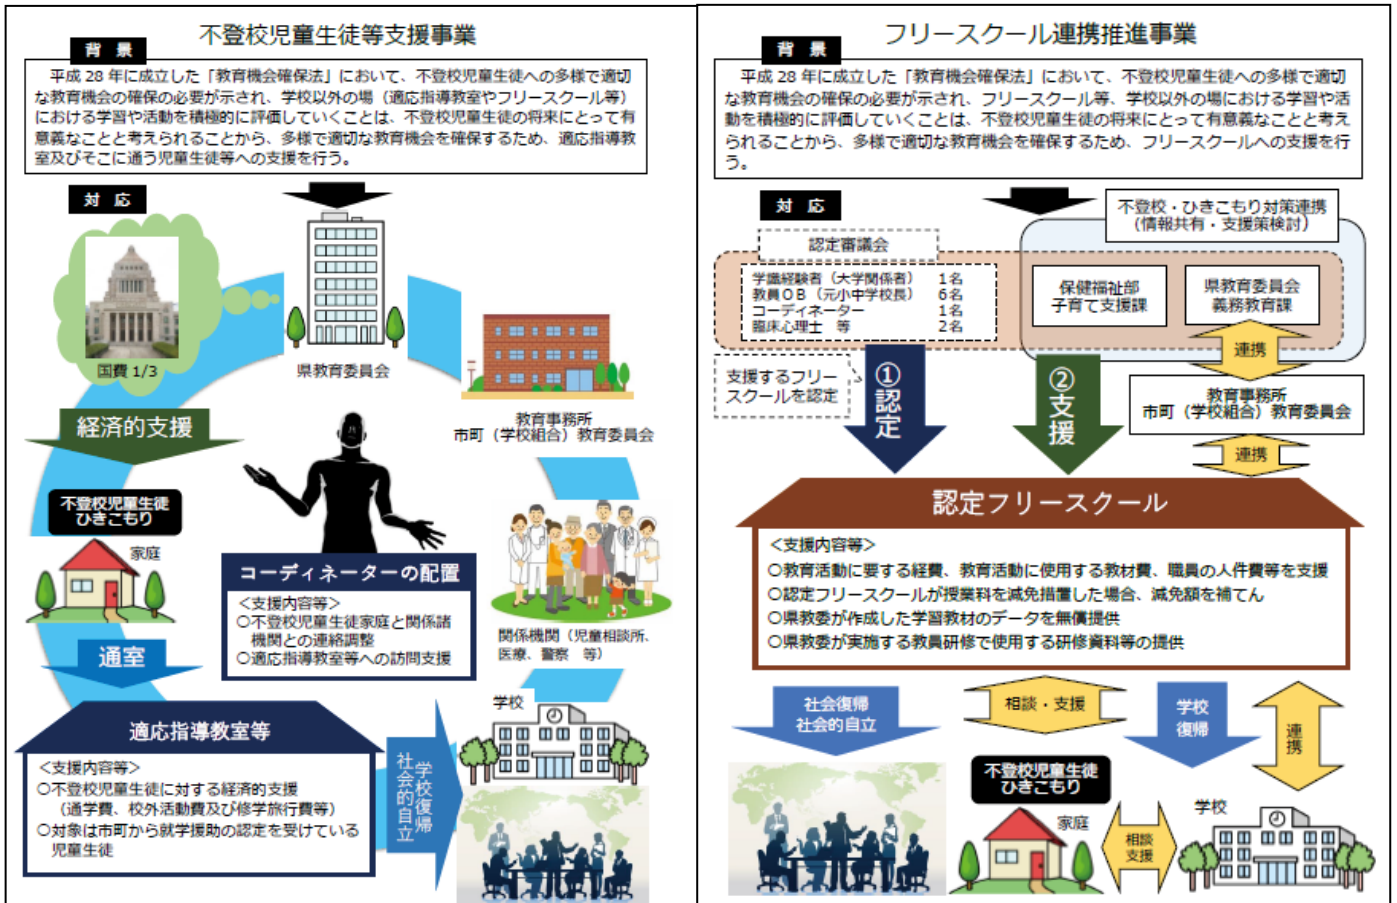 不登校児童生徒等支援事業
背 景
平成 28 年に成立した「教育機会確保法」において、不登校児童生徒への多様で適切
な教育機会の確保の必要が示され、学校以外の場（適応指導教室やフリースクール等）
における学習や活動を積極的に評価していくことは、不登校児童生徒の将来にとって有
意義なことと考えられることから、多様で適切な教育機会を確保するため、適応指導教
室及びそこに通う児童生徒等への支援を行う。
対 応
国費 1/3
県教育委員会
教育事務所
市町（学校組合）教育委員会
経済的支援
不登校児童生徒
ひきこもり
家庭
コーディネーターの配置
＜支援内容等＞
○不登校児童生徒家庭と関係諸
機関との連絡調整
○適応指導教室等への訪問支援
関係機関（児童相談所、
医療、警察 等）
通室
適応指導教室等
＜支援内容等＞
○不登校児童生徒に対する経済的支援
（通学費、校外活動費及び修学旅行費等）
○対象は市町から就学援助の認定を受けている
児童生徒
学校復帰
社会的自立
学校
フリースクール連携推進事業
背 景
平成 28 年に成立した「教育機会確保法」において、不登校児童生徒への多様で適切
な教育機会の確保の必要が示され、フリースクール等、学校以外の場における学習や活
動を積極的に評価していくことは、不登校児童生徒の将来にとって有意義なことと考え
られることから、多様で適切な教育機会を確保するため、フリースクールへの支援を行
う。
対 応
不登校・ひきこもり対策連携
（情報共有・支援策検討）
認定審議会
学識経験者（大学関係者） 1名
教員ＯＢ（元小中学校長） 6名
コーディネーター 1名
臨床心理士 等 2名
保健福祉部
子育て支援課
県教育委員会
義務教育課
連携
支援するフリー
スクールを認定
①認定
②支援
教育事務所
市町（学校組合）教育委員会
連携
認定フリースクール
＜支援内容等＞
○教育活動に要する経費、教育活動に使用する教材費、職員の人件費等を支援
○認定フリースクールが授業料を減免措置した場合、減免額を補てん
○県教委が作成した学習教材のデータを無償提供
○県教委が実施する教員研修で使用する研修資料等の提供
社会復帰
社会的自立
相談・支援
学校
復帰
連携
不登校児童生徒
ひきこもり
家庭
相談
支援
学校